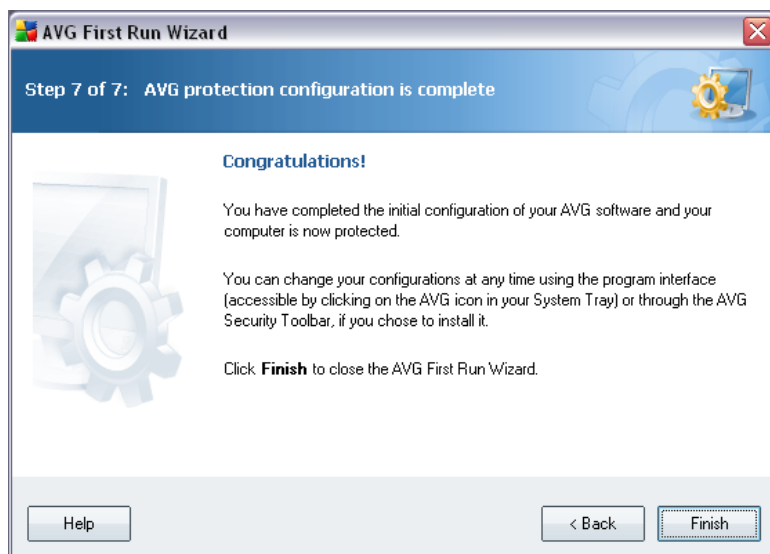 AVG First Run Wizard
Step 7 of 7: AVG protection configuration is complete
Congratulations!
You have completed the initial configuration of your AVG software and your
computer is now protected.
You can change your configurations at any time using the program interface
(accessible by clicking on the AVG icon in your System Tray) or through the AVG
Security Toolbar, if you chose to install it.
Click Finish to close the AVG First Run Wizard.
Help
< Back
Finish